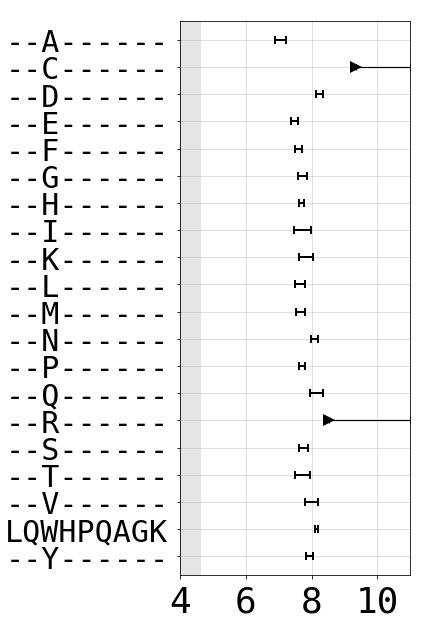 --A------
--C------
--D------
--E------
--F------
--G------
--H------
--I------
--K------
--L------
--M------
--N------
--P------
--Q------
--R------
--S------
--T------
--V------
LQWHPQAGK
--Y------
4 6 8 10